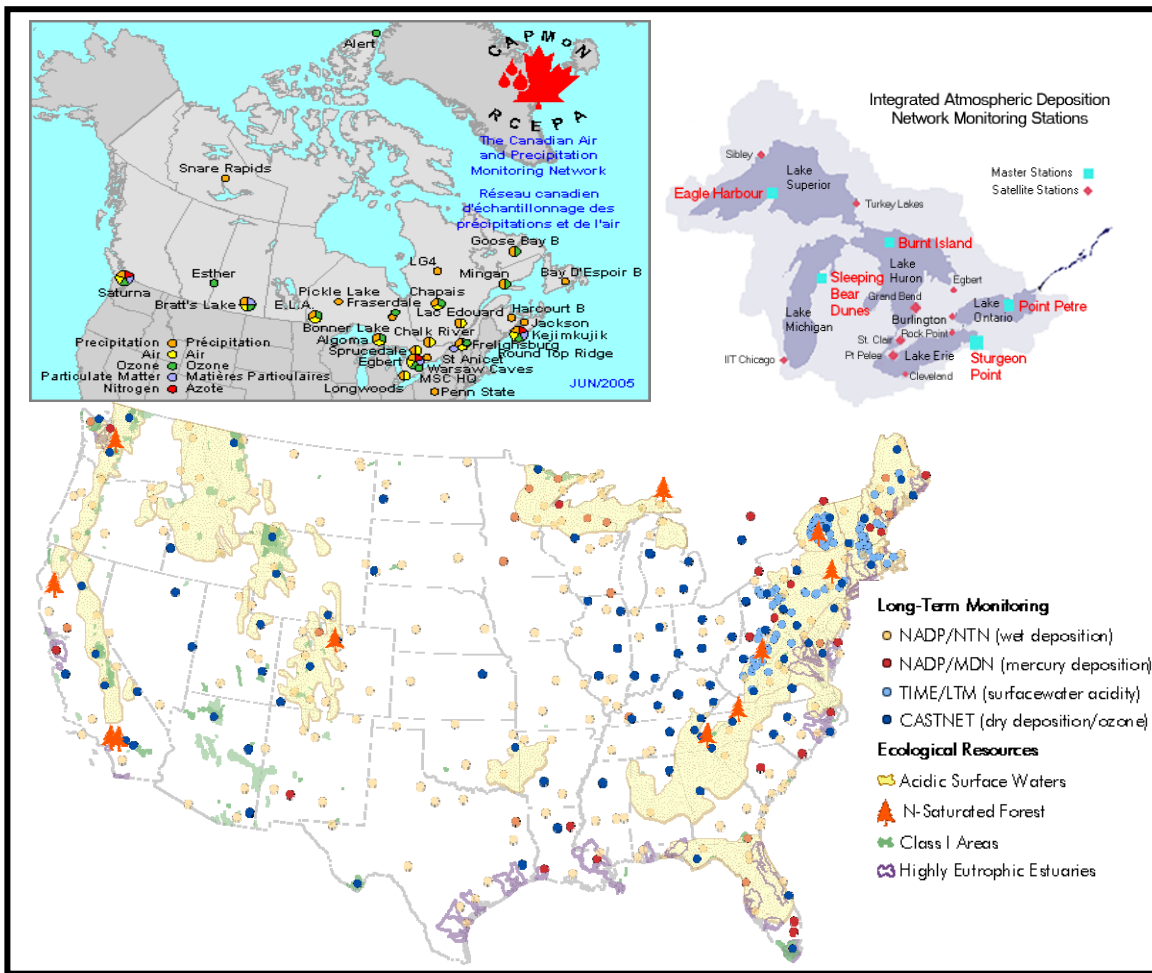 Alert
CAPMoN
RCEPA
The Canadian Air
and Precipitation
Monitoring Network
Réseau canadien
d'échantillonnage des
précipitations et de l'air
Snare Rapids
Goose Bay B
LG4
Mingan
Bay D'Espoir B
Saturna
Esther
Bratt's Lake
E.L.A.
Pickle Lake
Fraserdale
Chapais
Lac Edouard
Harcourt B
Jackson
Kejimkujik
Bonner Lake
Chalk River
Algoma
Frelighsburg
Sprucedale
St Anicet
Round Top Ridge
Egbert
Warsaw Caves
MSC HQ
Longwoods
Penn State
Precipitation Précipitation
Air Air
Ozone Ozone
Particulate Matter Matières Particulaires
Nitrogen Azote
JUN/2005
Integrated Atmospheric Deposition
Network Monitoring Stations
Master Stations
Satellite Stations
Sibley
Lake
Superior
Eagle Harbour
Turkey Lakes
Burnt Island
Sleeping
Bear
Dunes
Lake
Huron
Egbert
Grand Bend
Lake
Michigan
Burlington
Lake
Ontario
Point Petre
Rock Point
St. Clair
Pt Pelee
Lake Erie
Sturgeon
Point
IIT Chicago
Cleveland
Long-Term Monitoring
NADP/NTN (wet deposition)
NADP/MDN (mercury deposition)
TIME/LTM (surfacewater acidity)
CASTNET (dry deposition/ozone)
Ecological Resources
Acidic Surface Waters
N-Saturated Forest
Class I Areas
Highly Eutrophic Estuaries